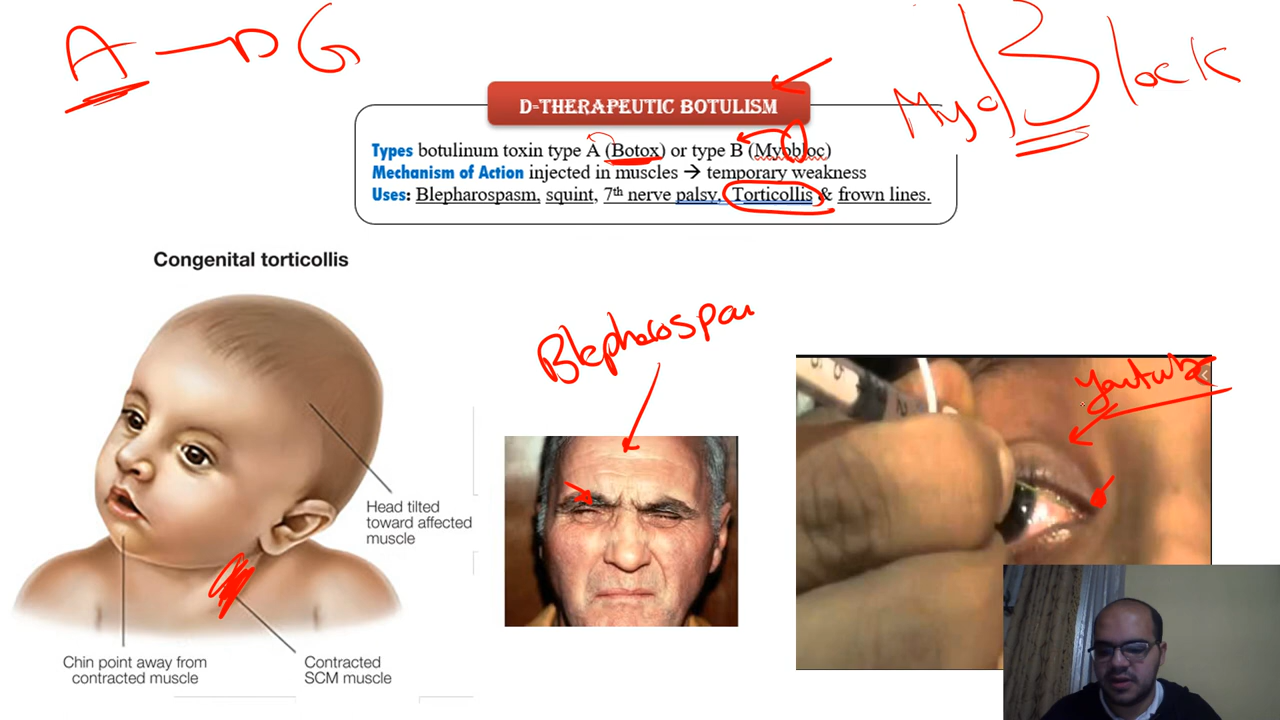 A → G
MyoBlock
D-THERAPEUTIC BOTULISM
Types botulinum toxin type A (Botox) or type B (Myobloc)
Mechanism of Action injected in muscles → temporary weakness
Uses: Blepharospasm, squint, 7th nerve palsy, Torticollis & frown lines.
Congenital torticollis
Head tilted
toward affected
muscle
Chin point away from
contracted muscle
Contracted
SCM muscle
Blepharospa
Youtube